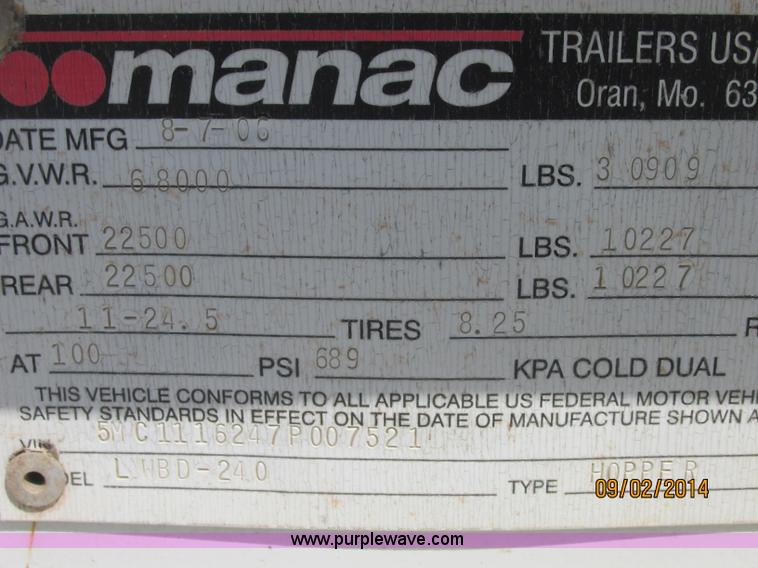 manac TRAILERS USA
Oran, Mo. 63
DATE MFG 8-7-06
G.V.W.R. 68000 LBS. 30909
G.A.W.R.
FRONT 22500 LBS. 10227
REAR 22500 LBS. 10227
11-24.5 TIRES 8.25 R
AT 100 PSI 689 KPA COLD DUAL
THIS VEHICLE CONFORMS TO ALL APPLICABLE US FEDERAL MOTOR VEH
SAFETY STANDARDS IN EFFECT ON THE DATE OF MANUFACTURE SHOWN A
VIN 5MC1116247P007521
DEL LWBD-240 TYPE HOPPER
09/02/2014
www.purplewave.com